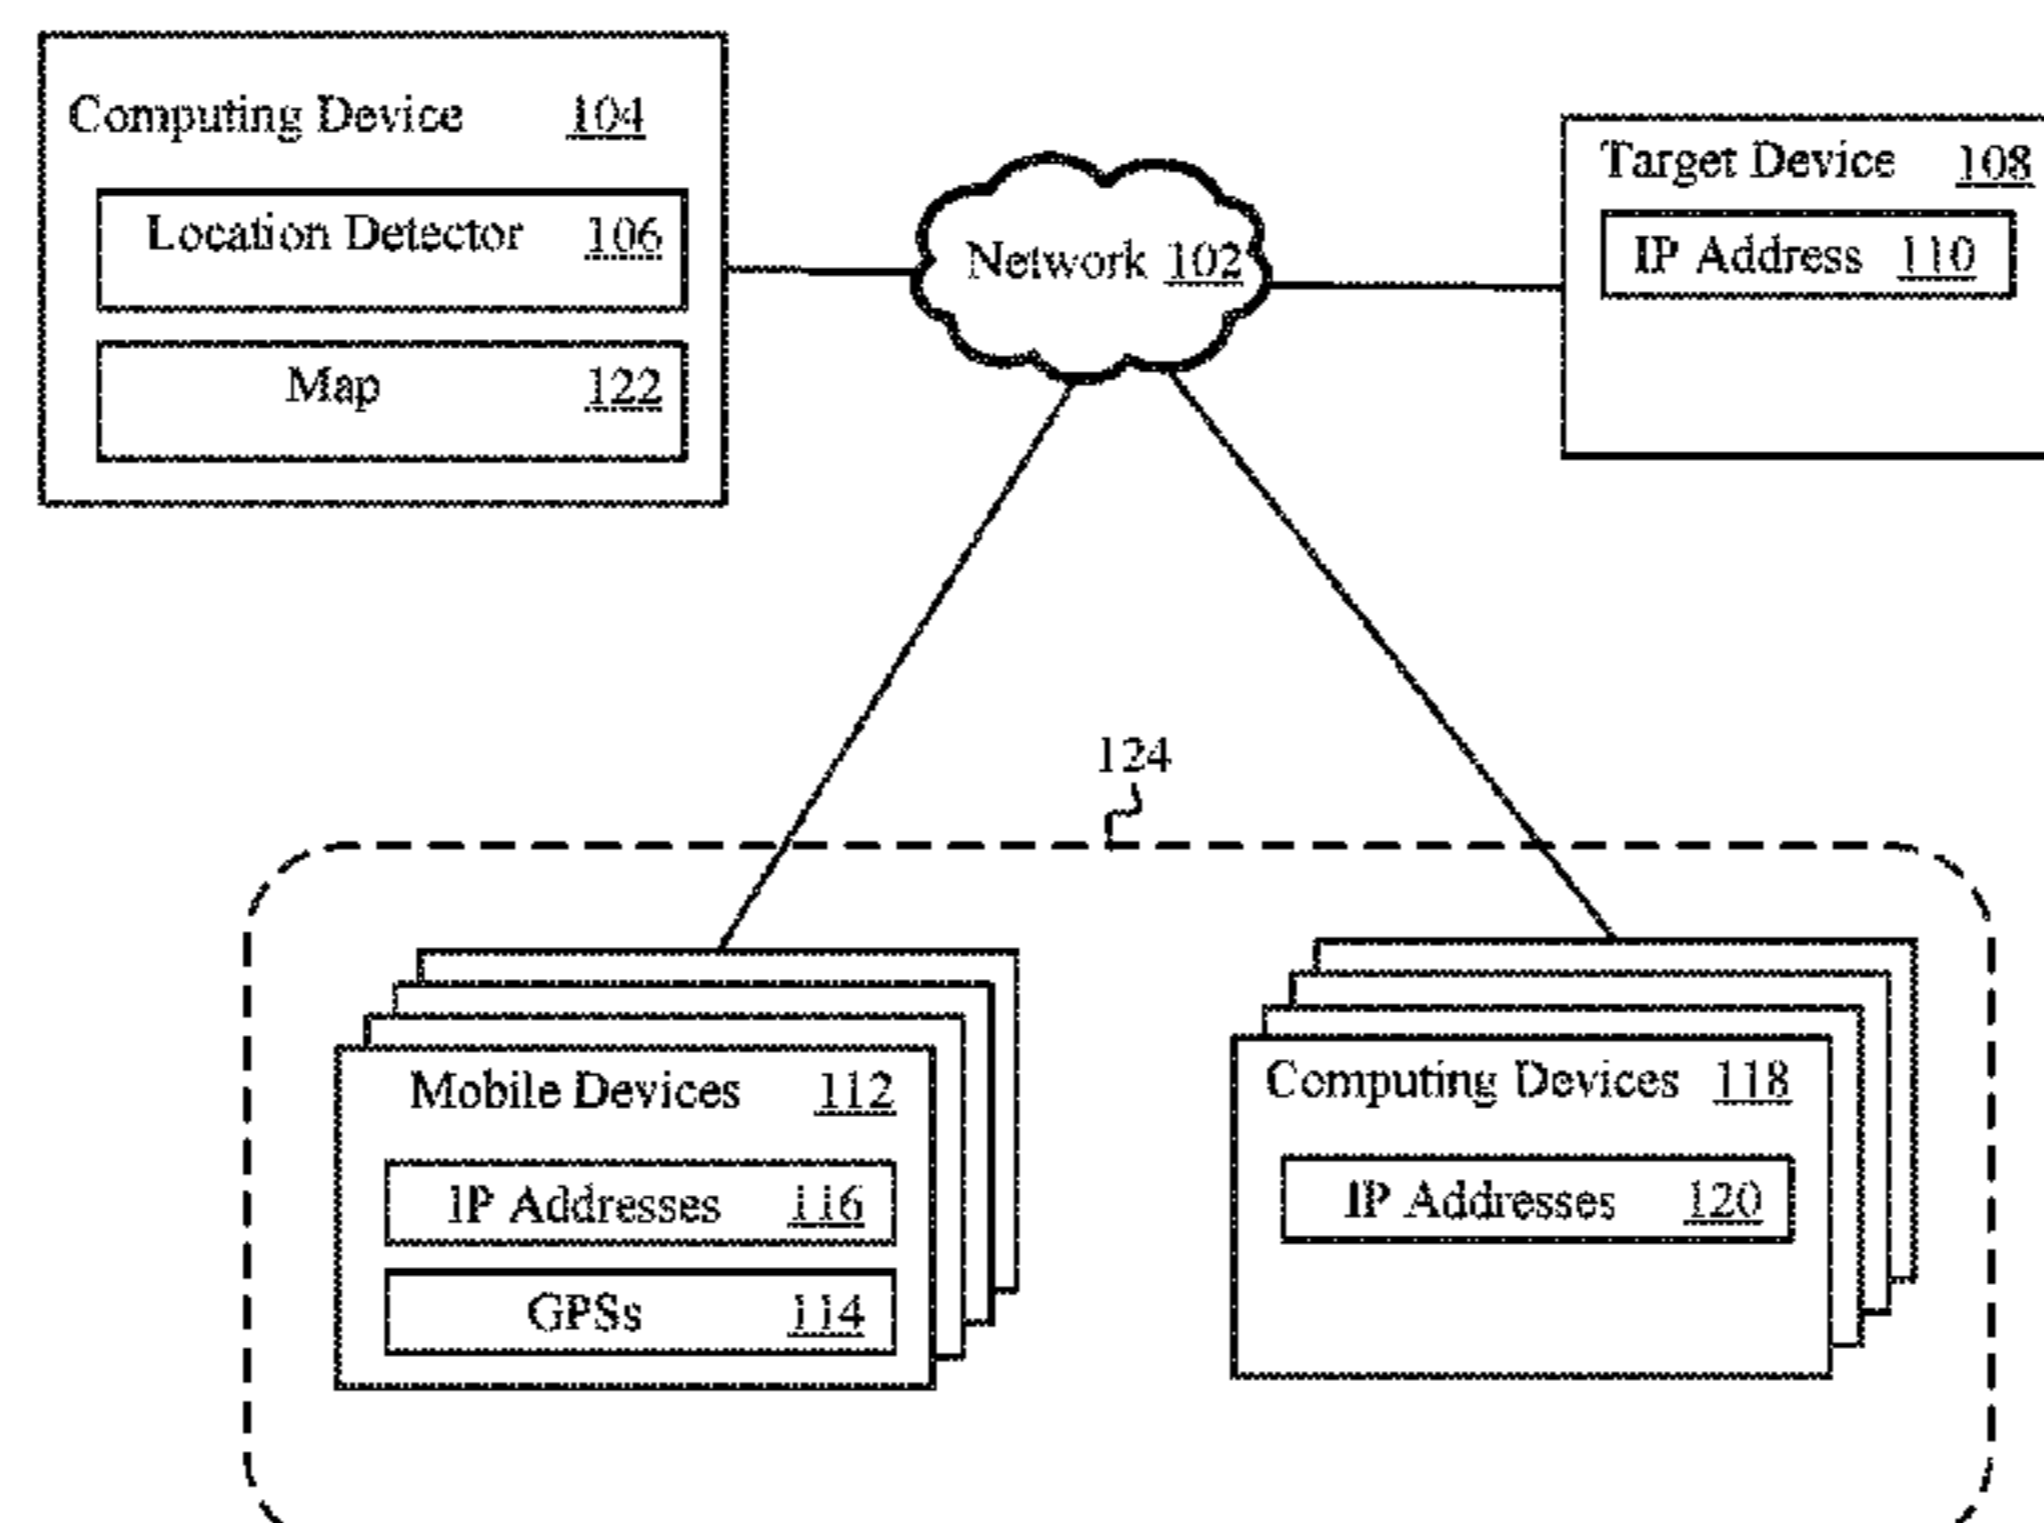 Computing Device 104
Location Detector 106
Map 122
Network 102
Target Device 108
IP Address 110
124
Mobile Devices 112
IP Addresses 116
GPSs 114
Computing Devices 118
IP Addresses 120